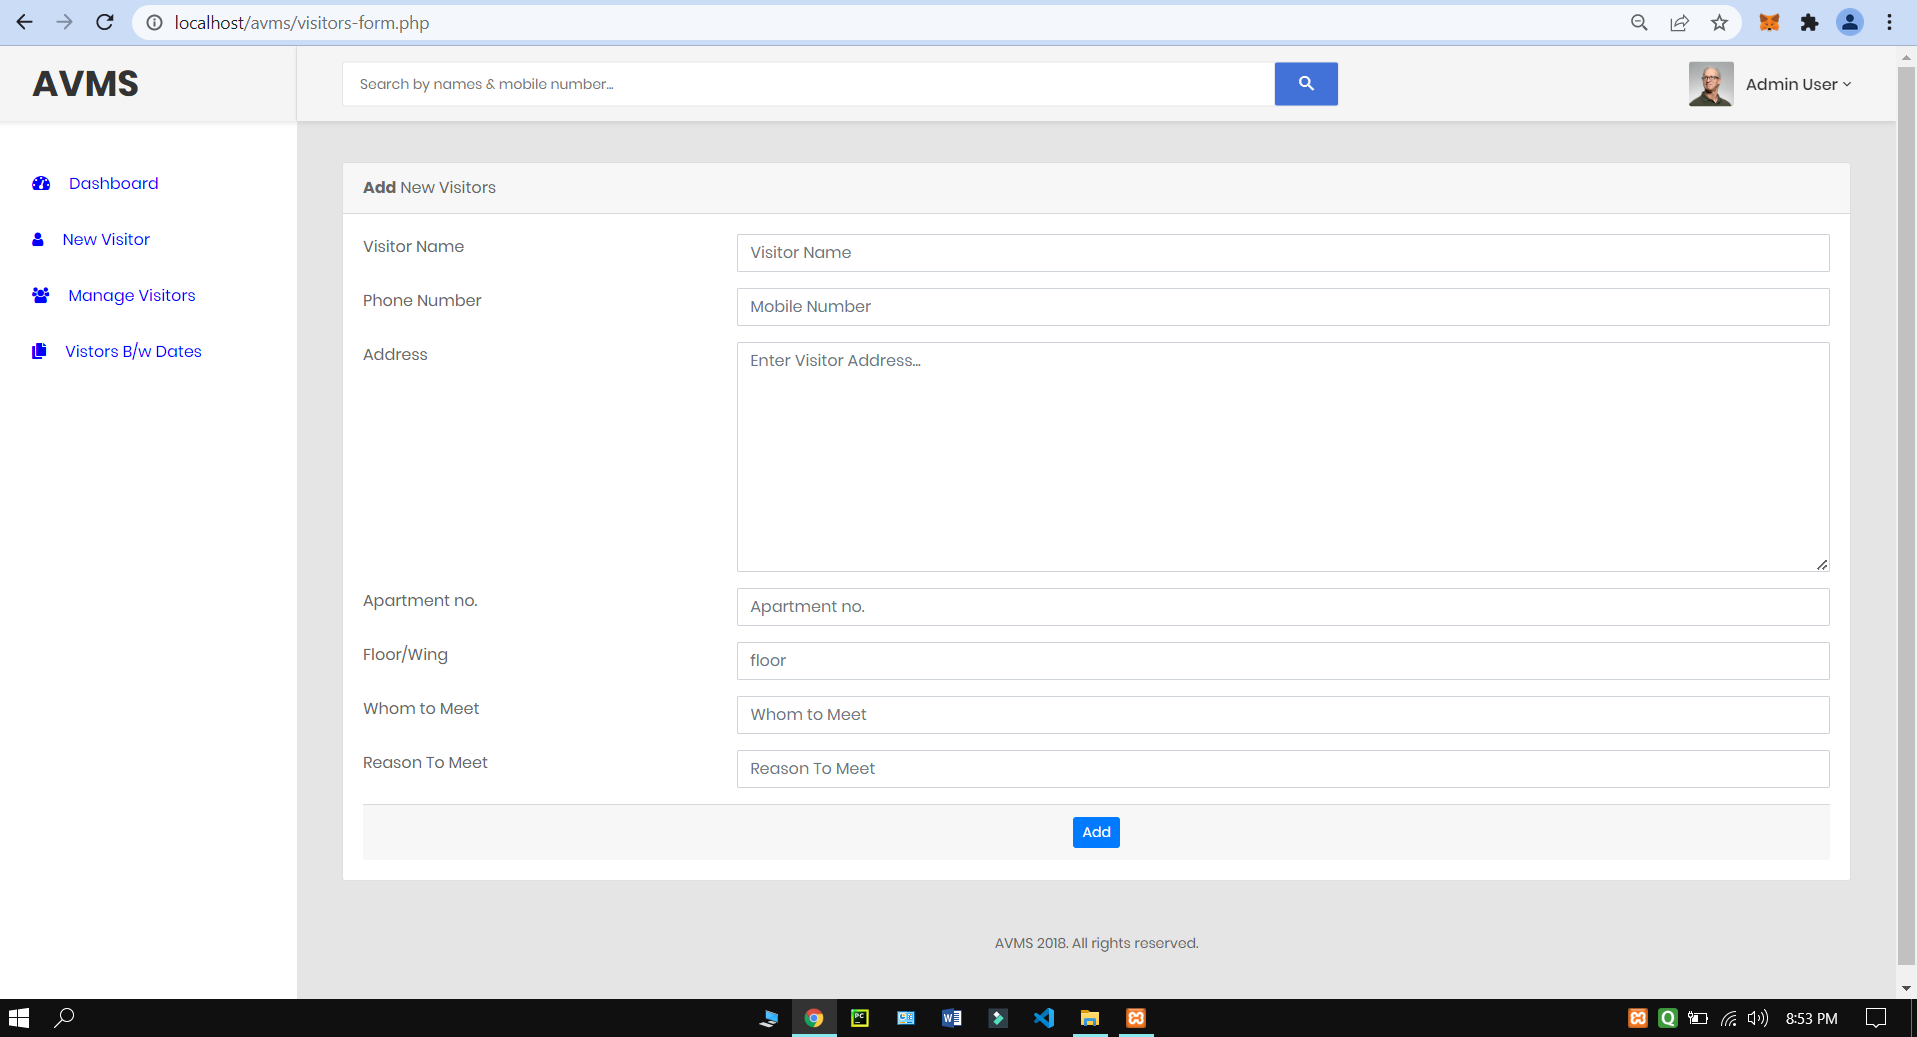 localhost/avms/visitors-form.php
AVMS
Search by names & mobile number...
Admin User
Dashboard
New Visitor
Manage Visitors
Vistors B/w Dates
Add New Visitors
Visitor Name
Visitor Name
Phone Number
Mobile Number
Address
Enter Visitor Address...
Apartment no.
Apartment no.
Floor/Wing
floor
Whom to Meet
Whom to Meet
Reason To Meet
Reason To Meet
Add
AVMS 2018. All rights reserved.
8:53 PM